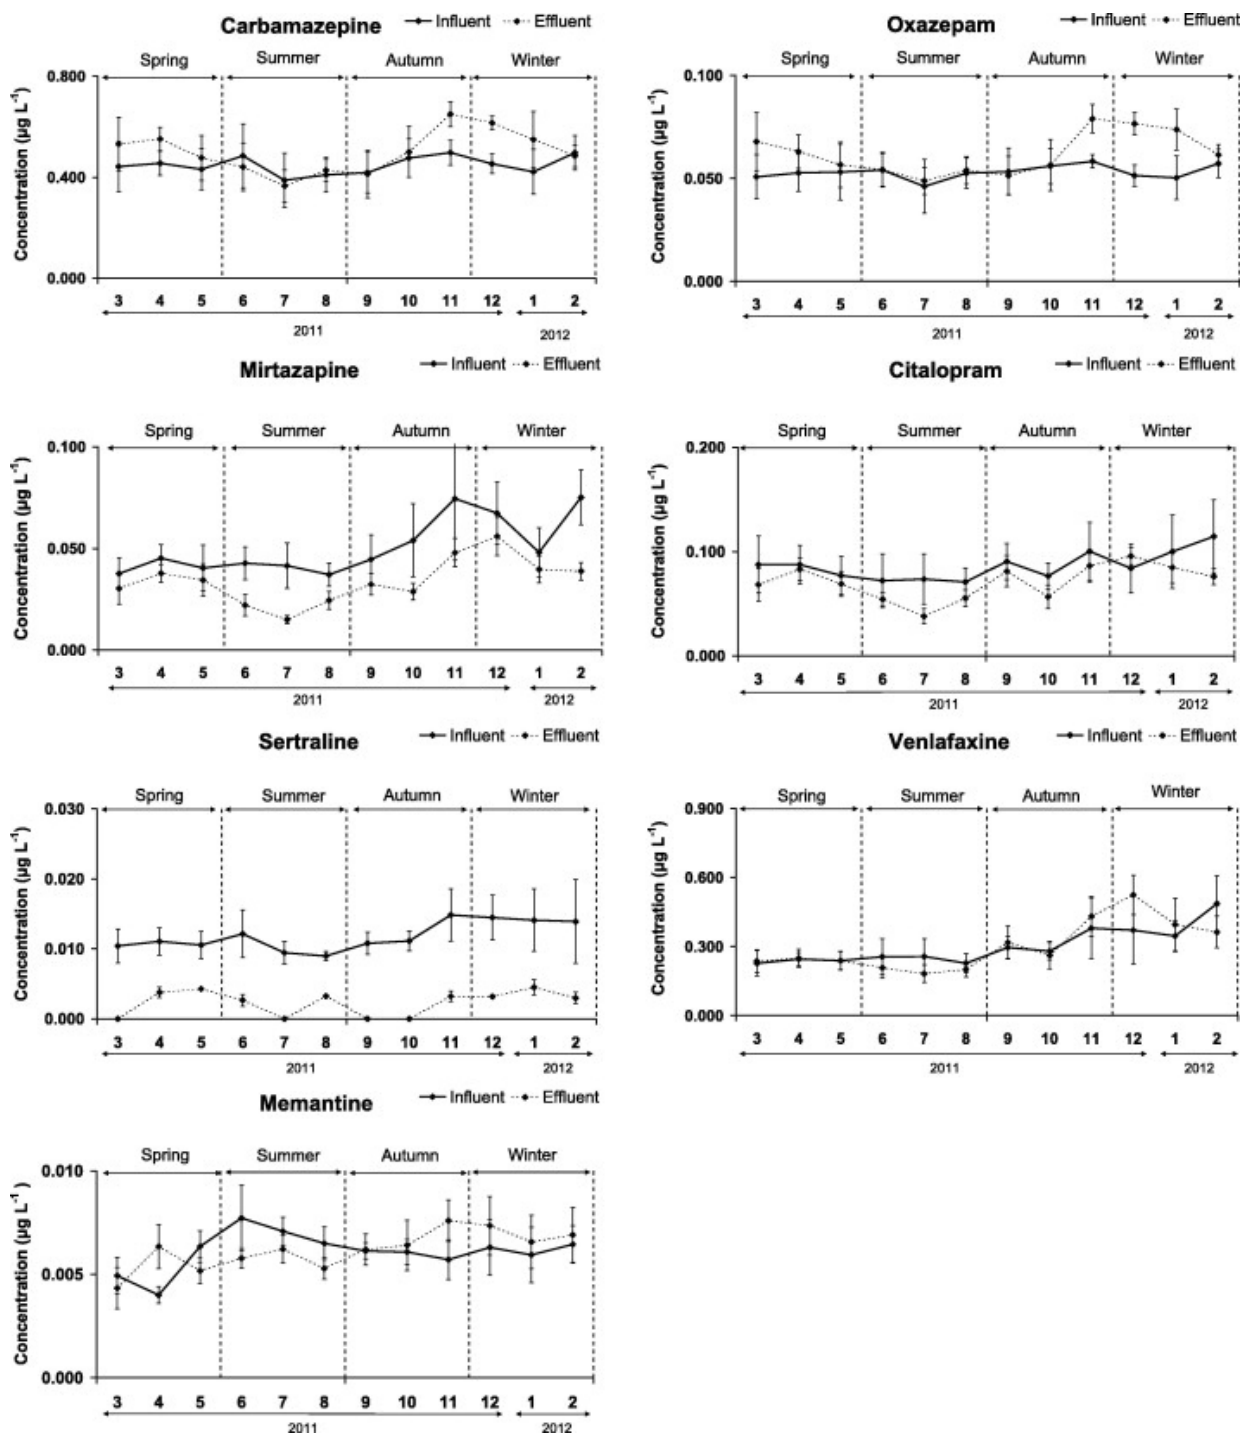 Carbamazepine
Influent Effluent
Spring Summer Autumn Winter
0.800
0.400
0.000
Concentration (µg L⁻¹)
3 4 5 6 7 8 9 10 11 12 1 2
2011 2012
Oxazepam
Influent Effluent
Spring Summer Autumn Winter
0.100
0.050
0.000
Concentration (µg L⁻¹)
3 4 5 6 7 8 9 10 11 12 1 2
2011 2012
Mirtazapine
Influent Effluent
Spring Summer Autumn Winter
0.100
0.050
0.000
Concentration (µg L⁻¹)
3 4 5 6 7 8 9 10 11 12 1 2
2011 2012
Citalopram
Influent Effluent
Spring Summer Autumn Winter
0.200
0.100
0.000
Concentration (µg L⁻¹)
3 4 5 6 7 8 9 10 11 12 1 2
2011 2012
Sertraline
Influent Effluent
Spring Summer Autumn Winter
0.030
0.020
0.010
0.000
Concentration (µg L⁻¹)
3 4 5 6 7 8 9 10 11 12 1 2
2011 2012
Venlafaxine
Influent Effluent
Spring Summer Autumn Winter
0.900
0.600
0.300
0.000
Concentration (µg L⁻¹)
3 4 5 6 7 8 9 10 11 12 1 2
2011 2012
Memantine
Influent Effluent
Spring Summer Autumn Winter
0.010
0.005
0.000
Concentration (µg L⁻¹)
3 4 5 6 7 8 9 10 11 12 1 2
2011 2012